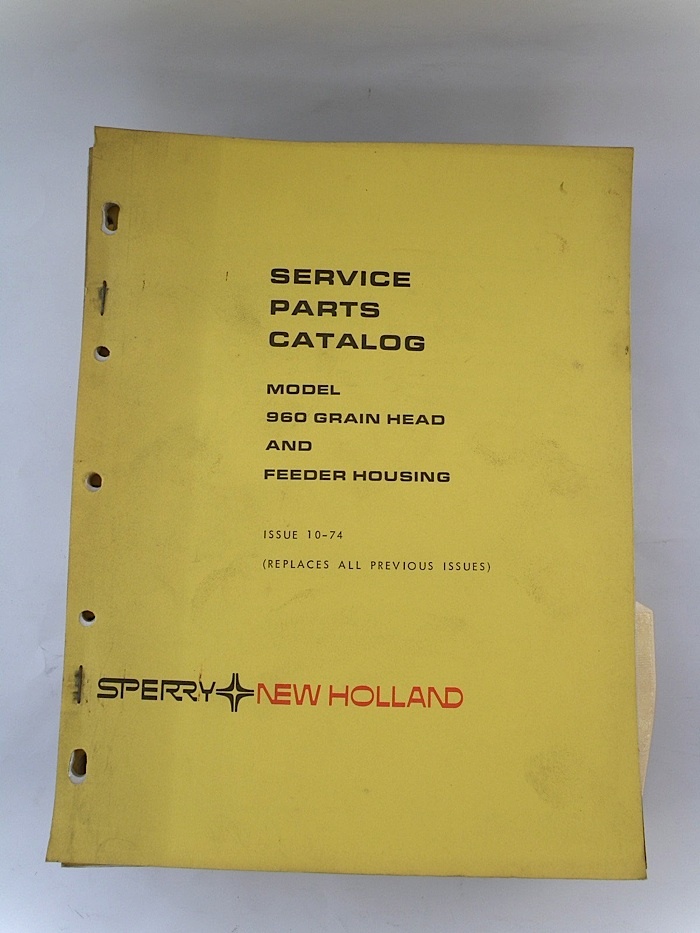 SERVICE
PARTS
CATALOG
MODEL
960 GRAIN HEAD
AND
FEEDER HOUSING
ISSUE 10-74
(REPLACES ALL PREVIOUS ISSUES)
SPERRY NEW HOLLAND